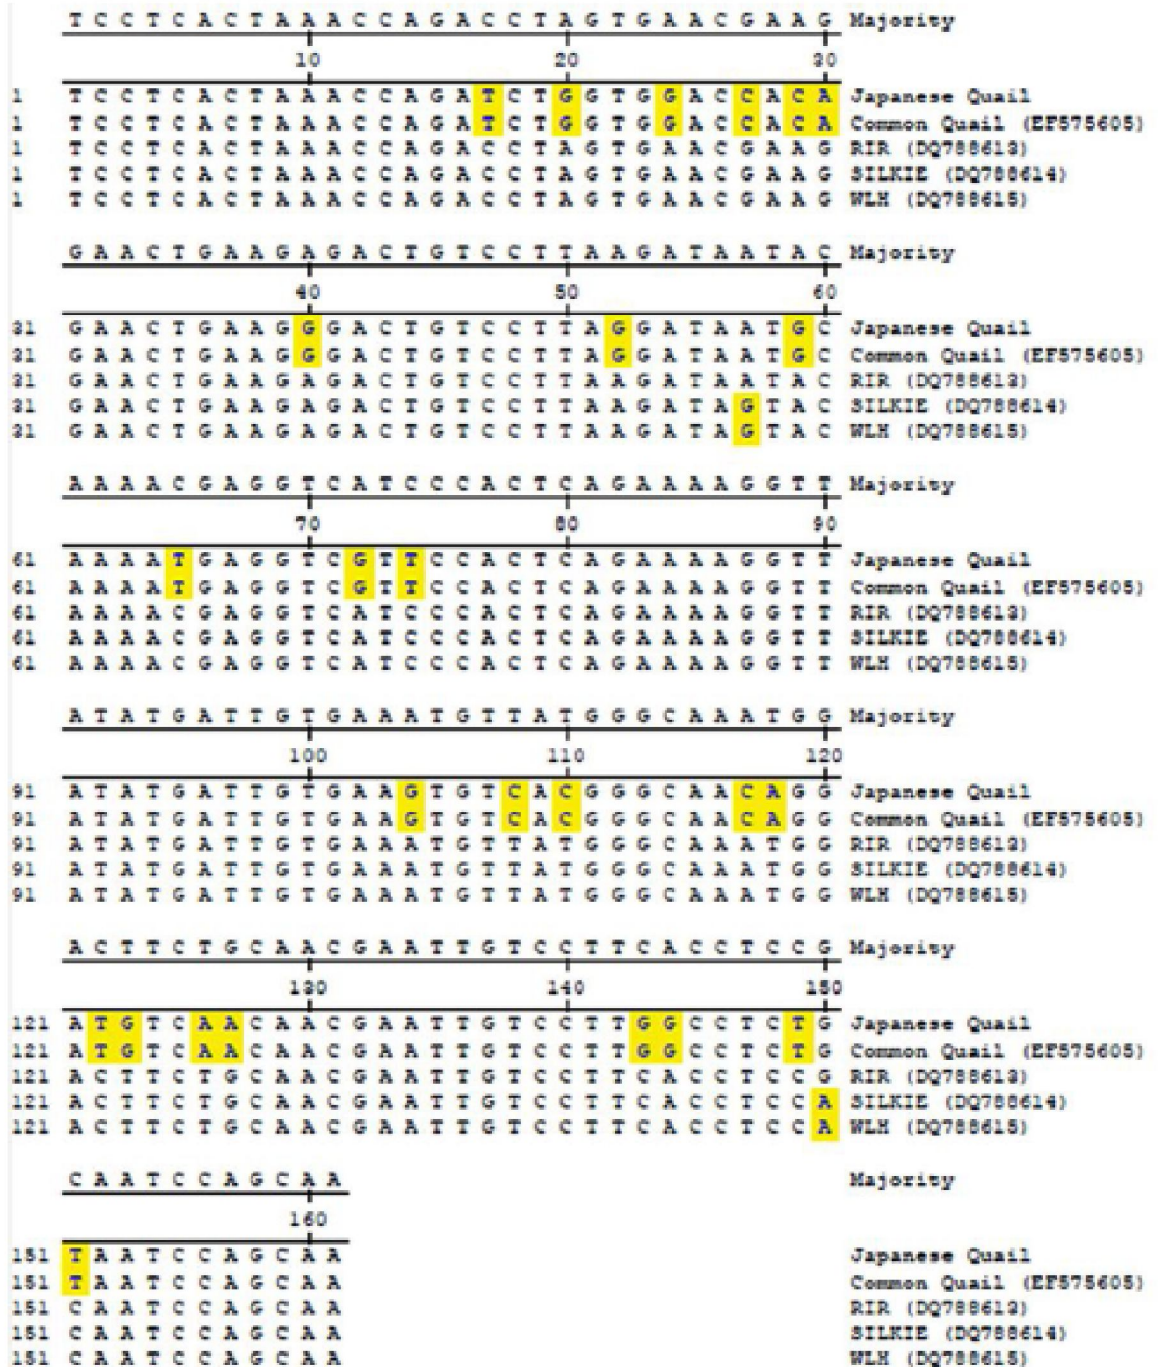 T C C T C A C T A A A C C A G A C C T A G T G A A C G A A G Majority
10 20 30
1 T C C T C A C T A A A C C A G A T C T G G T G G A C C A C A Japanese Quail
1 T C C T C A C T A A A C C A G A T C T G G T G G A C C A C A Common Quail (EF575605)
1 T C C T C A C T A A A C C A G A C C T A G T G A A C G A A G RIR (DQ788613)
1 T C C T C A C T A A A C C A G A C C T A G T G A A C G A A G SILKIE (DQ788614)
1 T C C T C A C T A A A C C A G A C C T A G T G A A C G A A G WLH (DQ788615)
G A A C T G A A G A G A C T G T C C T T A A G A T A A T A C Majority
40 50 60
31 G A A C T G A A G G G A C T G T C C T T A G G A T A A T G C Japanese Quail
31 G A A C T G A A G G G A C T G T C C T T A G G A T A A T G C Common Quail (EF575605)
31 G A A C T G A A G A G A C T G T C C T T A A G A T A A T A C RIR (DQ788613)
31 G A A C T G A A G A G A C T G T C C T T A A G A T A G T A C SILKIE (DQ788614)
31 G A A C T G A A G A G A C T G T C C T T A A G A T A G T A C WLH (DQ788615)
A A A A C G A G G T C A T C C C A C T C A G A A A A G G T T Majority
70 80 90
61 A A A A T G A G G T C G T T C C A C T C A G A A A A G G T T Japanese Quail
61 A A A A T G A G G T C G T T C C A C T C A G A A A A G G T T Common Quail (EF575605)
61 A A A A C G A G G T C A T C C C A C T C A G A A A A G G T T RIR (DQ788613)
61 A A A A C G A G G T C A T C C C A C T C A G A A A A G G T T SILKIE (DQ788614)
61 A A A A C G A G G T C A T C C C A C T C A G A A A A G G T T WLH (DQ788615)
A T A T G A T T G T G A A A T G T T A T G G G C A A A T G G Majority
100 110 120
91 A T A T G A T T G T G A A G T G T C A C G G G C A A C A G G Japanese Quail
91 A T A T G A T T G T G A A G T G T C A C G G G C A A C A G G Common Quail (EF575605)
91 A T A T G A T T G T G A A A T G T T A T G G G C A A A T G G RIR (DQ788613)
91 A T A T G A T T G T G A A A T G T T A T G G G C A A A T G G SILKIE (DQ788614)
91 A T A T G A T T G T G A A A T G T T A T G G G C A A A T G G WLH (DQ788615)
A C T T C T G C A A C G A A T T G T C C T T C A C C T C C G Majority
130 140 150
121 A T G T C A A C A A C G A A T T G T C C T T G G C C T C T G Japanese Quail
121 A T G T C A A C A A C G A A T T G T C C T T G G C C T C T G Common Quail (EF575605)
121 A C T T C T G C A A C G A A T T G T C C T T C A C C T C C G RIR (DQ788613)
121 A C T T C T G C A A C G A A T T G T C C T T C A C C T C C A SILKIE (DQ788614)
121 A C T T C T G C A A C G A A T T G T C C T T C A C C T C C A WLH (DQ788615)
C A A T C C A G C A A Majority
160
151 T A A T C C A G C A A Japanese Quail
151 T A A T C C A G C A A Common Quail (EF575605)
151 C A A T C C A G C A A RIR (DQ788613)
151 C A A T C C A G C A A SILKIE (DQ788614)
151 C A A T C C A G C A A WLH (DQ788615)